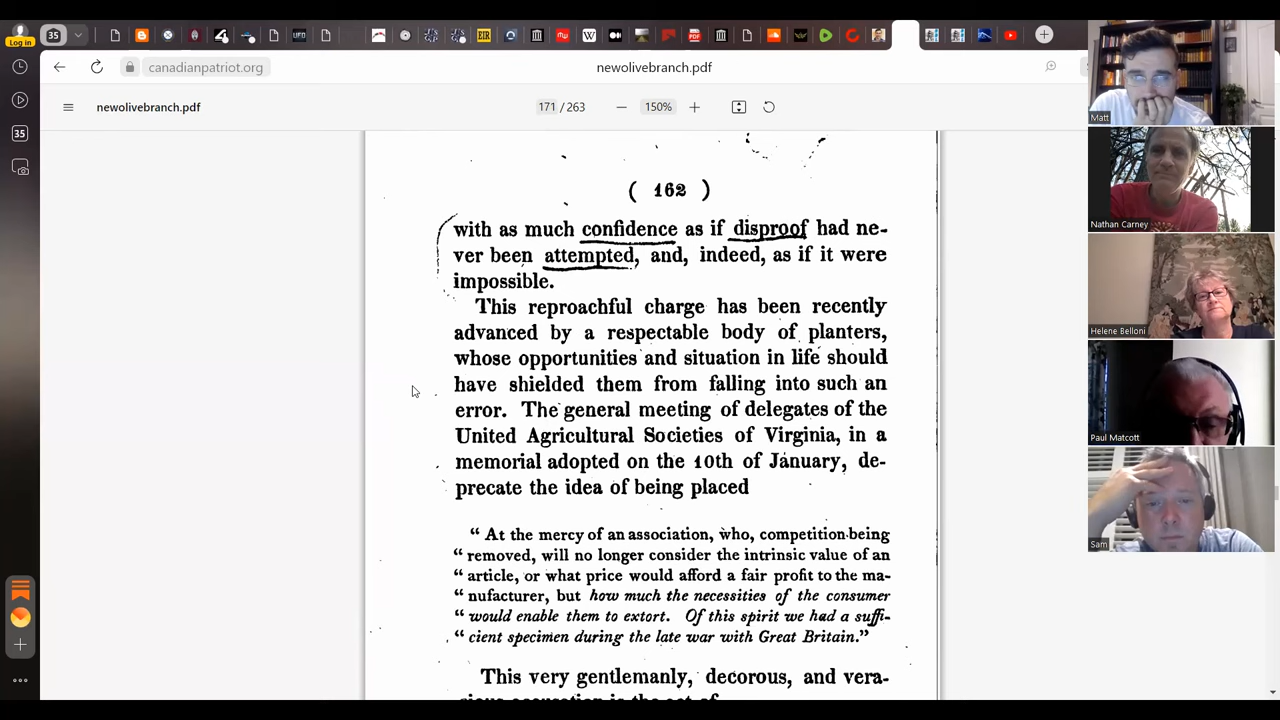 Log in
35
canadianpatriot.org
newolivebranch.pdf
35
newolivebranch.pdf
171 / 263
150%
( 162 )
with as much confidence as if disproof had ne-
ver been attempted, and, indeed, as if it were
impossible.
This reproachful charge has been recently
advanced by a respectable body of planters,
whose opportunities and situation in life should
have shielded them from falling into such an
error. The general meeting of delegates of the
United Agricultural Societies of Virginia, in a
memorial adopted on the 10th of January, de-
precate the idea of being placed
“ At the mercy of an association, who, competition being
“ removed, will no longer consider the intrinsic value of an
“ article, or what price would afford a fair profit to the ma-
“ nufacturer, but how much the necessities of the consumer
“ would enable them to extort. Of this spirit we had a suffi-
“ cient specimen during the late war with Great Britain.”
This very gentlemanly, decorous, and vera-
Matt
Nathan Carney
Helene Belloni
Paul Matcott
Sam